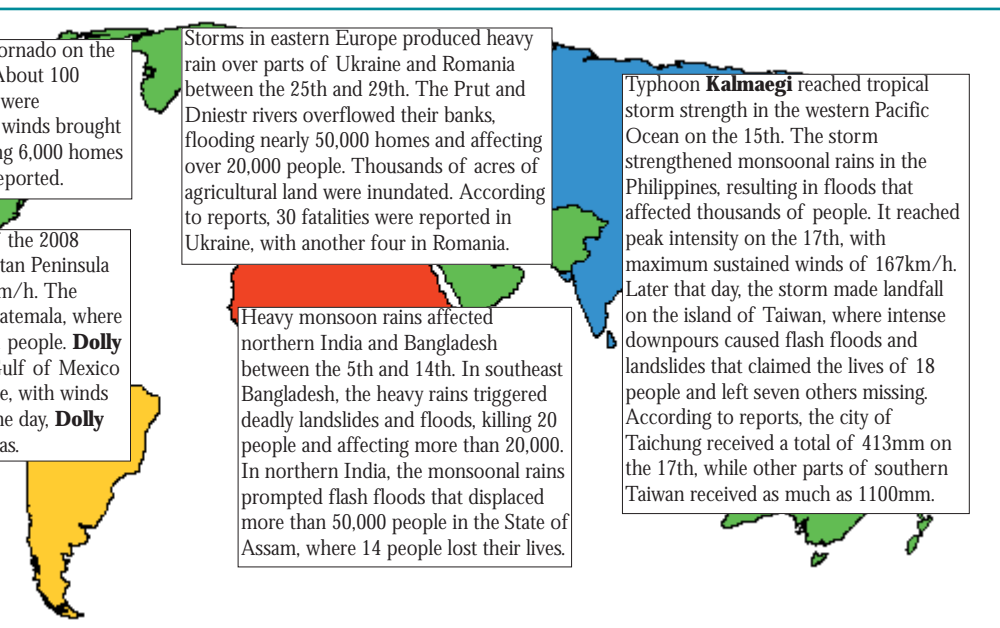 ornado on the
About 100
were
winds brought
ng 6,000 homes
eported.
the 2008
tan Peninsula
m/h. The
atemala, where
people. Dolly
ulf of Mexico
e, with winds
ne day, Dolly
as.
Storms in eastern Europe produced heavy
rain over parts of Ukraine and Romania
between the 25th and 29th. The Prut and
Dniestr rivers overflowed their banks,
flooding nearly 50,000 homes and affecting
over 20,000 people. Thousands of acres of
agricultural land were inundated. According
to reports, 30 fatalities were reported in
Ukraine, with another four in Romania.
Heavy monsoon rains affected
northern India and Bangladesh
between the 5th and 14th. In southeast
Bangladesh, the heavy rains triggered
deadly landslides and floods, killing 20
people and affecting more than 20,000.
In northern India, the monsoonal rains
prompted flash floods that displaced
more than 50,000 people in the State of
Assam, where 14 people lost their lives.
Typhoon Kalmaegi reached tropical
storm strength in the western Pacific
Ocean on the 15th. The storm
strengthened monsoonal rains in the
Philippines, resulting in floods that
affected thousands of people. It reached
peak intensity on the 17th, with
maximum sustained winds of 167km/h.
Later that day, the storm made landfall
on the island of Taiwan, where intense
downpours caused flash floods and
landslides that claimed the lives of 18
people and left seven others missing.
According to reports, the city of
Taichung received a total of 413mm on
the 17th, while other parts of southern
Taiwan received as much as 1100mm.